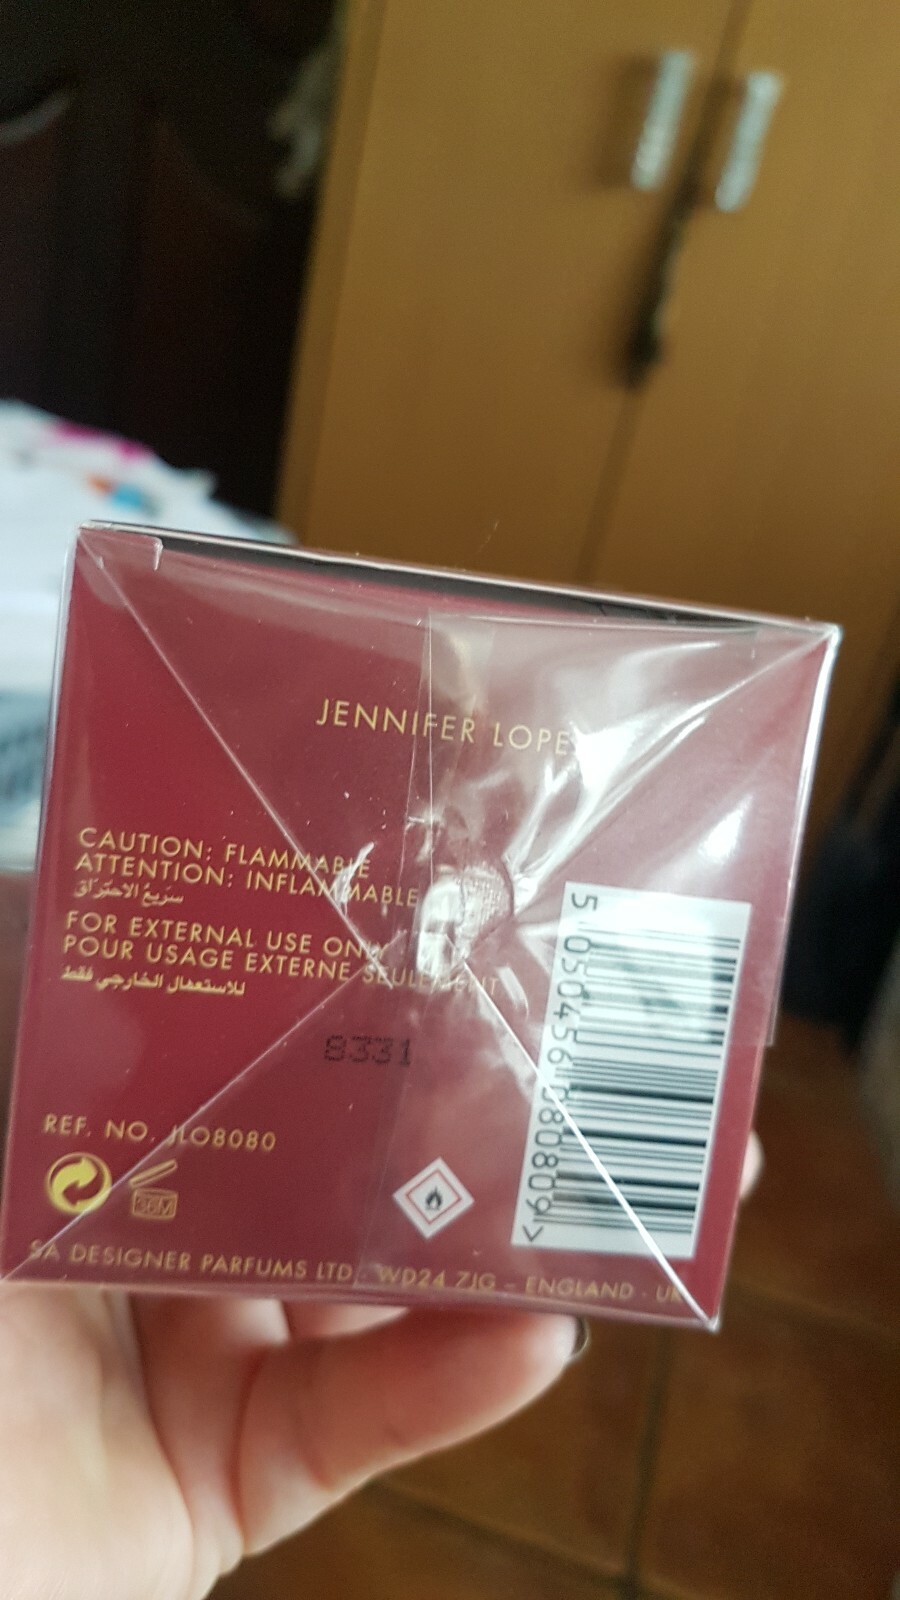 JENNIFER LOPE
CAUTION: FLAMMABLE
ATTENTION: INFLAMMABLE
سريع الاحتراق
FOR EXTERNAL USE ONLY
POUR USAGE EXTERNE SEULEMENT
للاستعمال الخارجي فقط
8331
REF. NO. JLO8080
36M
SA DESIGNER PARFUMS LTD · WD24 7JG – ENGLAND · UK
5 050456 080809 >